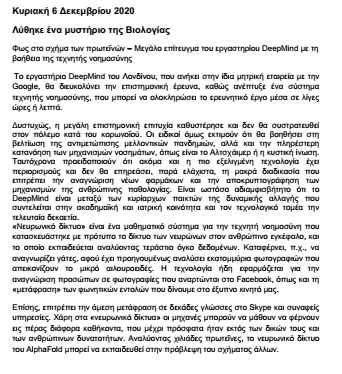 Κυριακή 6 Δεκεμβρίου 2020
Λύθηκε ένα μυστήριο της Βιολογίας
Φως στο σχήμα των πρωτεϊνών – Μεγάλο επίτευγμα του εργαστηρίου DeepMind με τη
βοήθεια της τεχνητής νοημοσύνης
Το εργαστήριο DeepMind του Λονδίνου, που ανήκει στην ίδια μητρική εταιρεία με την
Google, θα διευκολύνει την επιστημονική έρευνα, καθώς ανέπτυξε ένα σύστημα
τεχνητής νοημοσύνης, που μπορεί να ολοκληρώσει το ερευνητικό έργο μέσα σε λίγες
ώρες ή λεπτά.
Δυστυχώς, η μεγάλη επιστημονική επιτυχία καθυστέρησε και δεν θα συστρατευθεί
στον πόλεμο κατά του κορωνοϊού. Οι ειδικοί όμως εκτιμούν ότι θα βοηθήσει στη
βελτίωση της αντιμετώπισης μελλοντικών πανδημιών, αλλά και την πληρέστερη
κατανόηση των μηχανισμών νοσημάτων, όπως είναι το Αλτσχάιμερ ή η κυστική ίνωση.
Ταυτόχρονα προειδοποιούν ότι ακόμα και η πιο εξελιγμένη τεχνολογία έχει
περιορισμούς και δεν θα επηρεάσει, παρά ελάχιστα, τη μακρά διαδικασία που
επιτρέπει την αναγνώριση νέων φαρμάκων και την αποκρυπτογράφηση των
μηχανισμών της ανθρώπινης παθολογίας. Είναι ωστόσο αδιαμφισβήτητο ότι το
DeepMind είναι μεταξύ των κυρίαρχων παικτών της δυναμικής αλλαγής που
συντελείται στην ακαδημαϊκή και ιατρική κοινότητα και τον τεχνολογικό τομέα την
τελευταία δεκαετία.
«Νευρωνικό δίκτυο» είναι ένα μαθηματικό σύστημα για την τεχνητή νοημοσύνη που
κατασκευάστηκε με πρότυπο το δίκτυο των νευρώνων στον ανθρώπινο εγκέφαλο, και
το οποίο εκπαιδεύεται αναλύοντας τεράστιο όγκο δεδομένων. Καταφέρνει, π.χ., να
αναγνωρίζει γάτες, αφού έχει προηγουμένως αναλύσει εκατομμύρια φωτογραφιών που
απεικονίζουν το μικρό αιλουροειδές. Η τεχνολογία ήδη εφαρμόζεται για την
αναγνώριση προσώπων σε φωτογραφίες που αναρτώνται στο Facebook, όπως και τη
«μετάφραση» των φωνητικών εντολών που δίνουμε στο έξυπνο κινητό μας.
Επίσης, επιτρέπει την άμεση μετάφραση σε δεκάδες γλώσσες στο Skype και συναφείς
υπηρεσίες. Χάρη στα «νευρωνικά δίκτυα» οι μηχανές μπορούν να μάθουν να φέρνουν
εις πέρας διάφορα καθήκοντα, που μέχρι πρόσφατα ήταν εκτός των δικών τους και
των ανθρώπινων δυνατοτήτων. Αναλύοντας χιλιάδες πρωτεΐνες, το νευρωνικό δίκτυο
του AlphaFold μπορεί να εκπαιδευθεί στην πρόβλεψη του σχήματος άλλων.